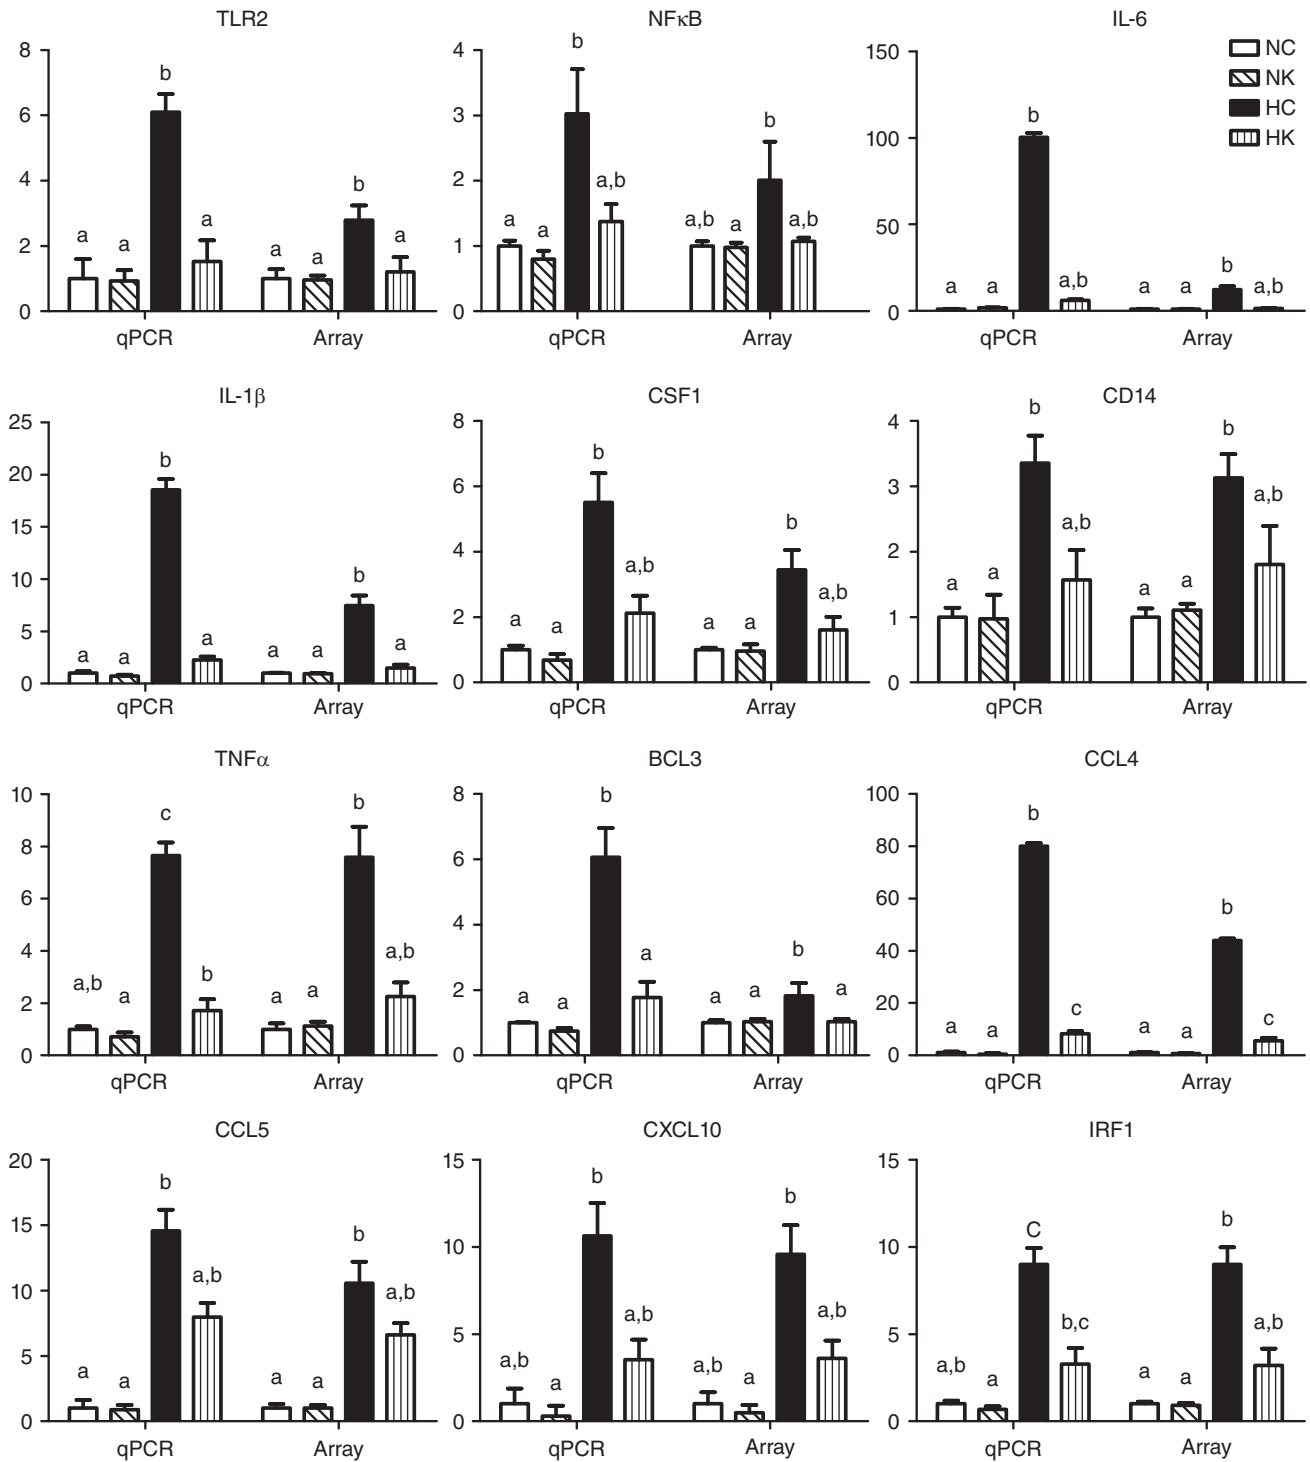 TLR2
8
6
4
2
0
b
a
a
a
b
a
a
a
qPCR
Array
NFκB
4
3
2
1
0
b
a
a
a,b
b
a,b
a
a,b
qPCR
Array
IL-6
150
100
50
0
b
a
a
a,b
b
a
a
a,b
qPCR
Array
NC
NK
HC
HK
IL-1β
25
20
15
10
5
0
b
a
a
a
b
a
a
a
qPCR
Array
CSF1
8
6
4
2
0
b
a
a
a,b
b
a
a
a,b
qPCR
Array
CD14
4
3
2
1
0
b
a
a
a,b
b
a
a
a,b
qPCR
Array
TNFα
10
8
6
4
2
0
c
a,b
a
b
b
a
a
a,b
qPCR
Array
BCL3
8
6
4
2
0
b
a
a
a
b
a
a
a
qPCR
Array
CCL4
100
80
60
40
20
0
b
a
a
c
b
a
a
c
qPCR
Array
CCL5
20
15
10
5
0
b
a
a
a,b
b
a
a
a,b
qPCR
Array
CXCL10
15
10
5
0
b
a,b
a
a,b
b
a,b
a
a,b
qPCR
Array
IRF1
15
10
5
0
C
a,b
a
b,c
b
a
a
a,b
qPCR
Array